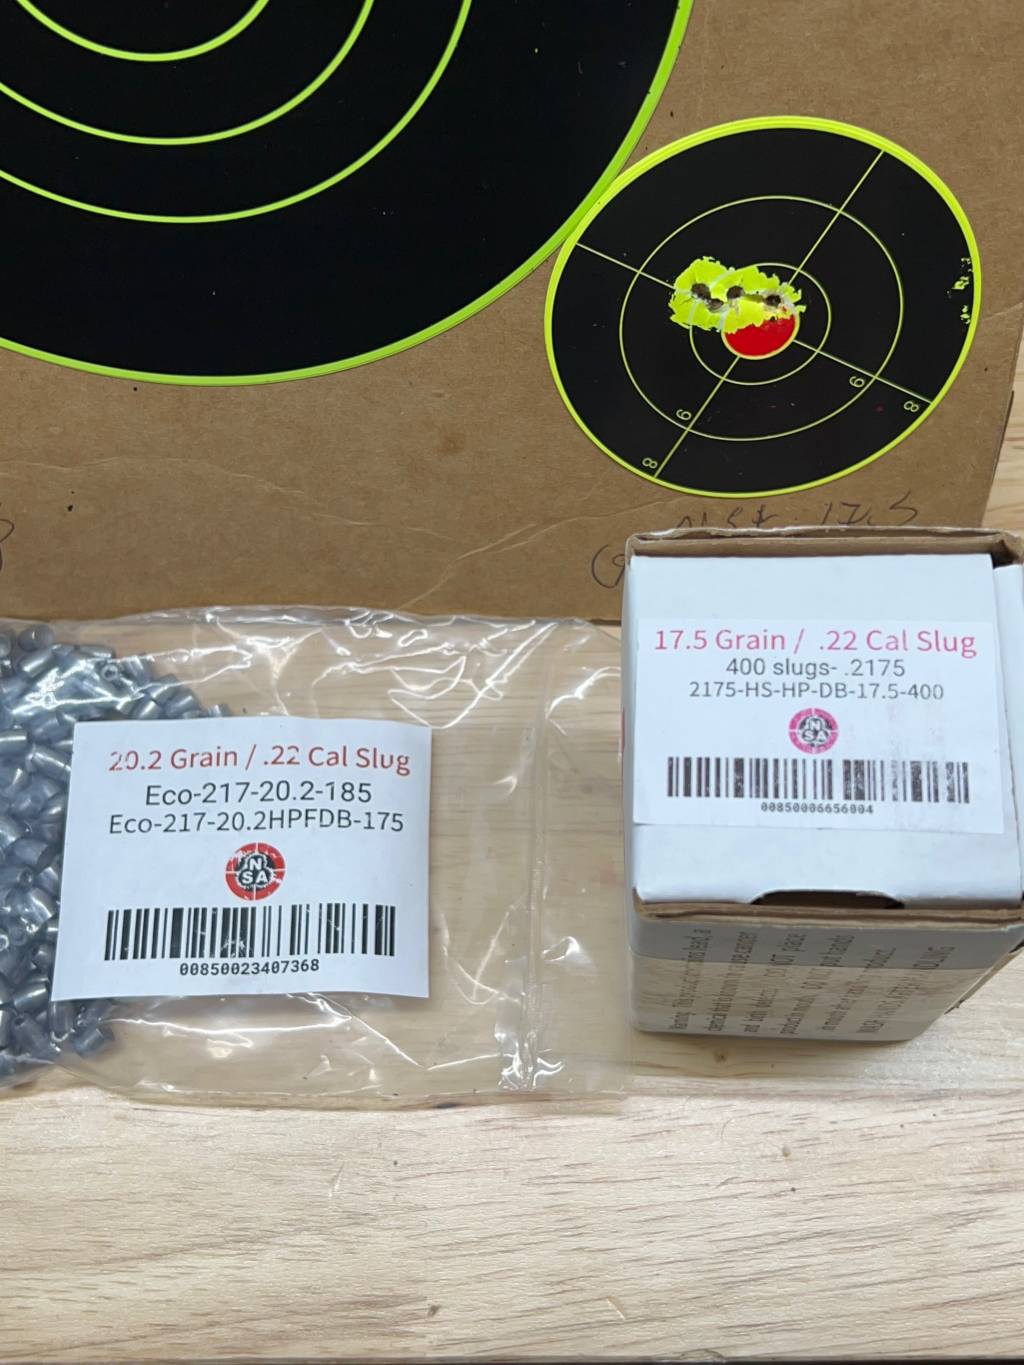 6
8
6
8
17.5
17.5 Grain / .22 Cal Slug
400 slugs- .2175
2175-HS-HP-DB-17.5-400
NSA
00850006656004
20.2 Grain / .22 Cal Slug
Eco-217-20.2-185
Eco-217-20.2HPFDB-175
NSA
00850023407368